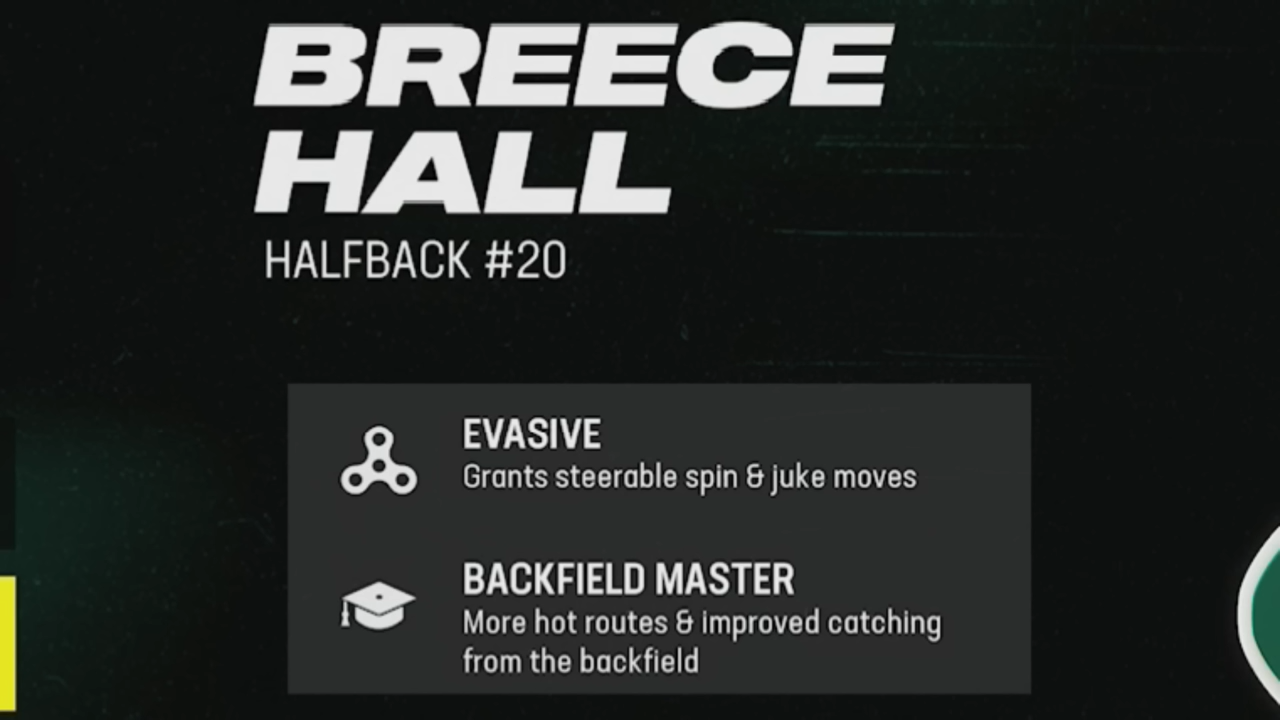 BREECE
HALL
HALFBACK #20
EVASIVE
Grants steerable spin & juke moves
BACKFIELD MASTER
More hot routes & improved catching
from the backfield